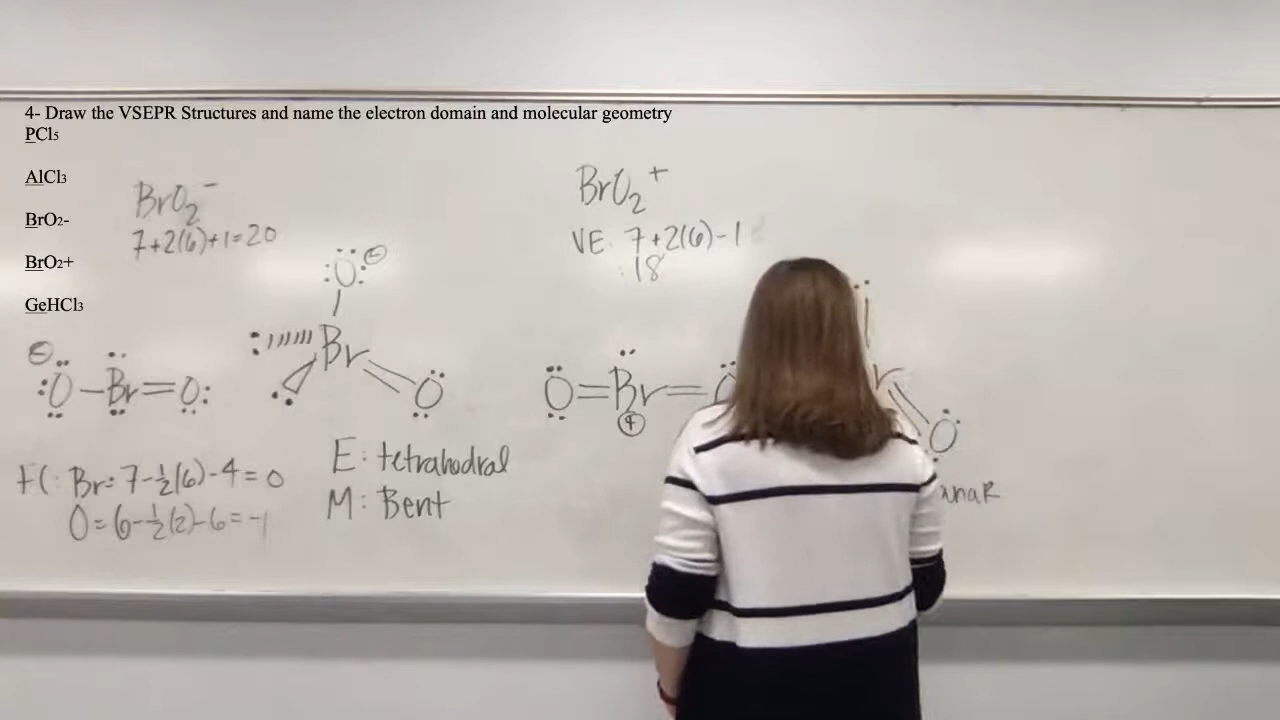 4- Draw the VSEPR Structures and name the electron domain and molecular geometry
PCl5
AlCl3
BrO2-
BrO2+
GeHCl3
BrO2-
7+2(6)+1=20
O-Br=O
FC: Br= 7-½(6)-4=0
O=6-½(2)-6=-1
O
Br
O
E: tetrahedral
M: Bent
BrO2+
VE: 7+2(6)-1
:18
O=Br=
+
O